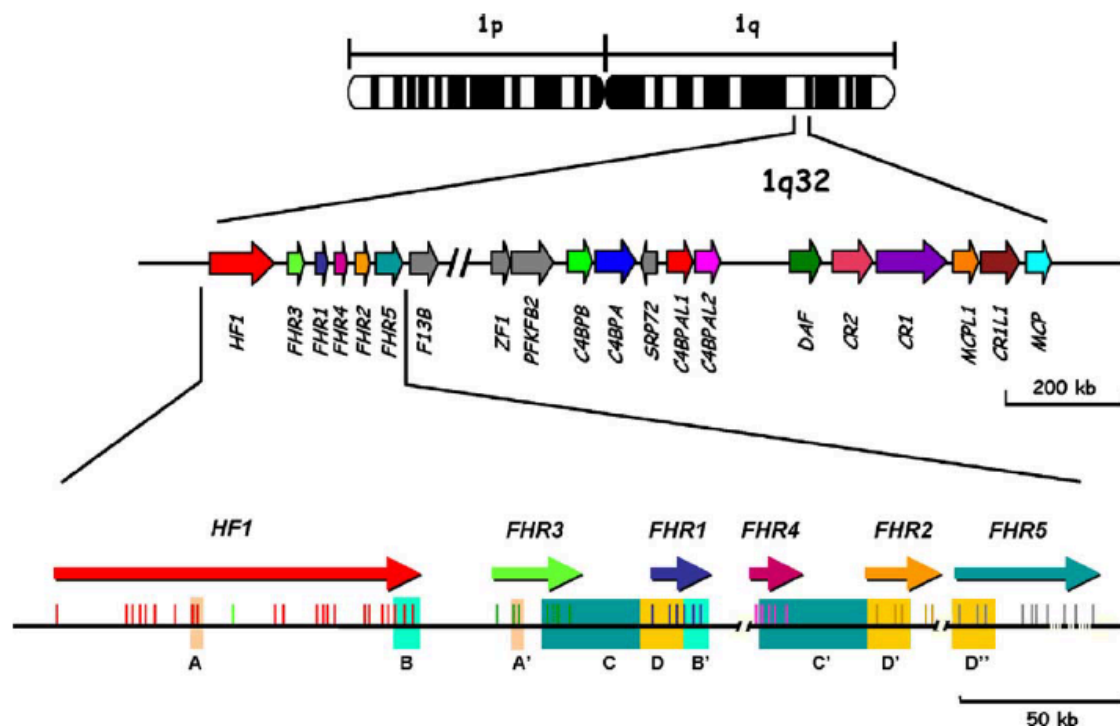 1p 1q
1q32
HF1 FHR3 FHR1 FHR4 FHR2 FHR5 F13B ZF1 PFKFB2 C4BPB C4BPA SRP72 C4BPAL1 C4BPAL2 DAF CR2 CR1 MCPL1 CR1L1 MCP
200 kb
HF1 FHR3 FHR1 FHR4 FHR2 FHR5
A B A' C D B' C' D' D''
50 kb